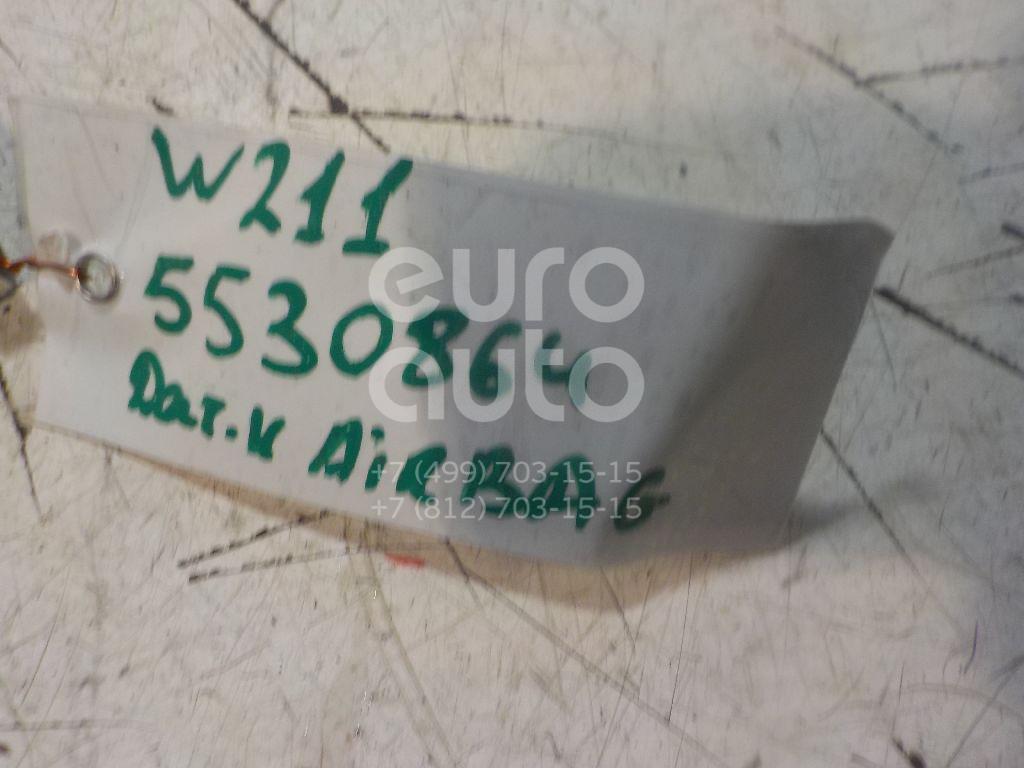 W211
5530864
Дат.к AiRBAG
euro
auto
+7 (499) 703-15-15
+7 (812) 703-15-15